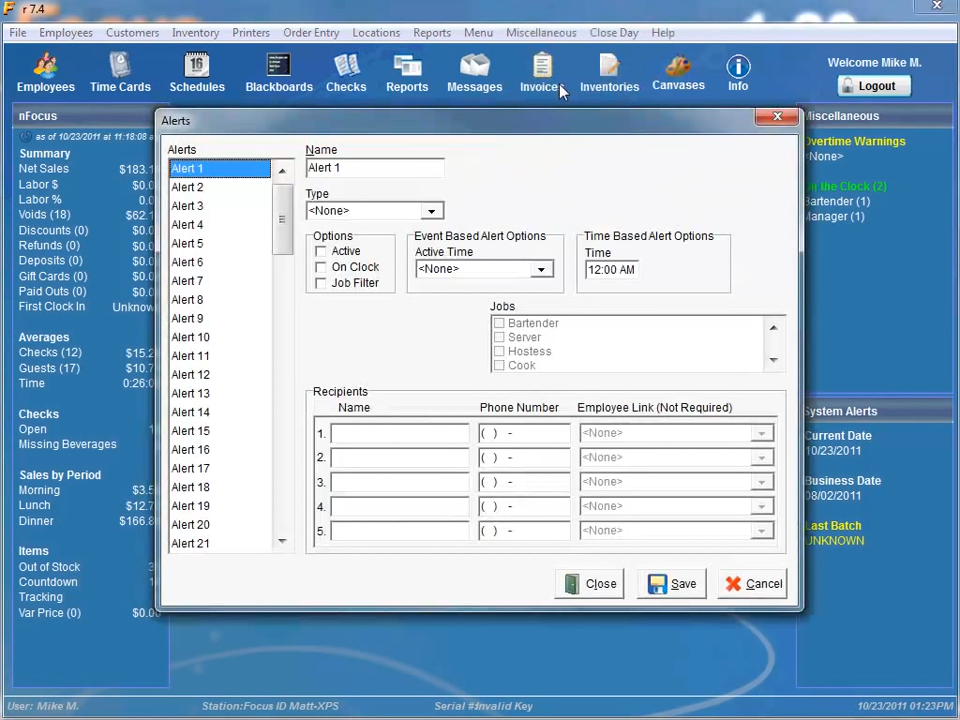 r 7.4
File Employees Customers Inventory Printers Order Entry Locations Reports Menu Miscellaneous Close Day Help
Employees Time Cards Schedules Blackboards Checks Reports Messages Invoices Inventories Canvases Info
16
Welcome Mike M.
Logout
nFocus
as of 10/23/2011 at 11:18:08
Summary
Net Sales $183.1
Labor $ $0.0
Labor % 0.0
Voids (18) $62.1
Discounts (0) $0.0
Refunds (0) $0.0
Deposits (0) $0.0
Gift Cards (0) $0.0
Paid Outs (0) $0.0
First Clock In Unknow
Averages
Checks (12) $15.2
Guests (17) $10.7
Time 0:26:0
Checks
Open 1
Missing Beverages
Sales by Period
Morning $3.5
Lunch $12.7
Dinner $166.8
Items
Out of Stock 3
Countdown 1
Tracking
Var Price (0) $0.00
Alerts
Alerts
Alert 1
Alert 2
Alert 3
Alert 4
Alert 5
Alert 6
Alert 7
Alert 8
Alert 9
Alert 10
Alert 11
Alert 12
Alert 13
Alert 14
Alert 15
Alert 16
Alert 17
Alert 18
Alert 19
Alert 20
Alert 21
Name
Alert 1
Type
<None>
Options
Active
On Clock
Job Filter
Event Based Alert Options
Active Time
<None>
Time Based Alert Options
Time
12:00 AM
Jobs
Bartender
Server
Hostess
Cook
Recipients
Name Phone Number Employee Link (Not Required)
1. ( ) - <None>
2. ( ) - <None>
3. ( ) - <None>
4. ( ) - <None>
5. ( ) - <None>
Close Save Cancel
Miscellaneous
Overtime Warnings
<None>
the Clock (2)
Bartender (1)
Manager (1)
System Alerts
Current Date
10/23/2011
Business Date
08/02/2011
Last Batch
UNKNOWN
User: Mike M. Station:Focus ID Matt-XPS Serial #:Invalid Key 10/23/2011 01:23PM